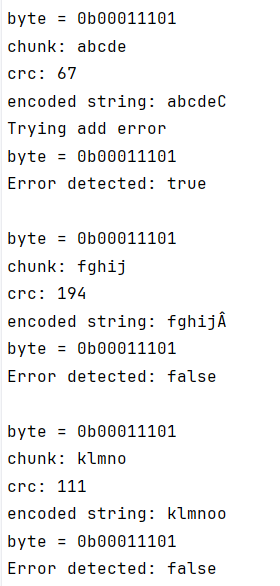 byte = 0b00011101
chunk: abcde
crc: 67
encoded string: abcdeC
Trying add error
byte = 0b00011101
Error detected: true
byte = 0b00011101
chunk: fghij
crc: 194
encoded string: fghijÂ
byte = 0b00011101
Error detected: false
byte = 0b00011101
chunk: klmno
crc: 111
encoded string: klmnoo
byte = 0b00011101
Error detected: false